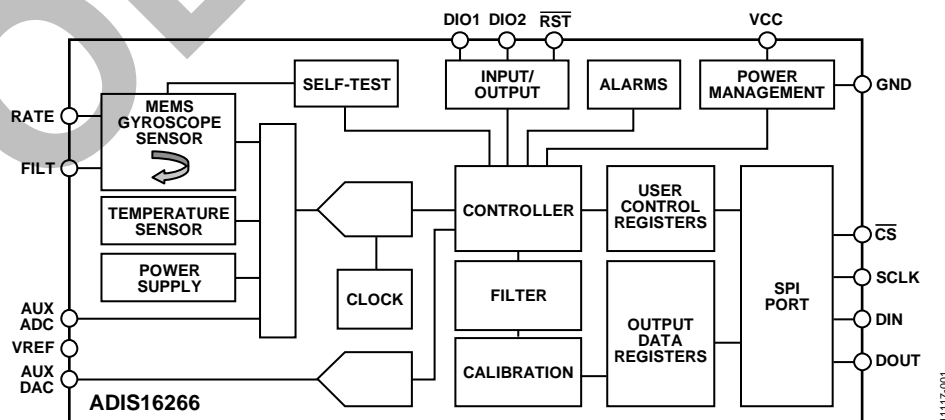 DIO1 DIO2 RST VCC
SELF-TEST
INPUT/
OUTPUT
ALARMS
POWER
MANAGEMENT
GND
RATE
FILT
MEMS
GYROSCOPE
SENSOR
TEMPERATURE
SENSOR
POWER
SUPPLY
CLOCK
CONTROLLER
FILTER
CALIBRATION
USER
CONTROL
REGISTERS
OUTPUT
DATA
REGISTERS
SPI
PORT
CS
SCLK
DIN
DOUT
AUX
ADC
VREF
AUX
DAC
ADIS16266
11117-001